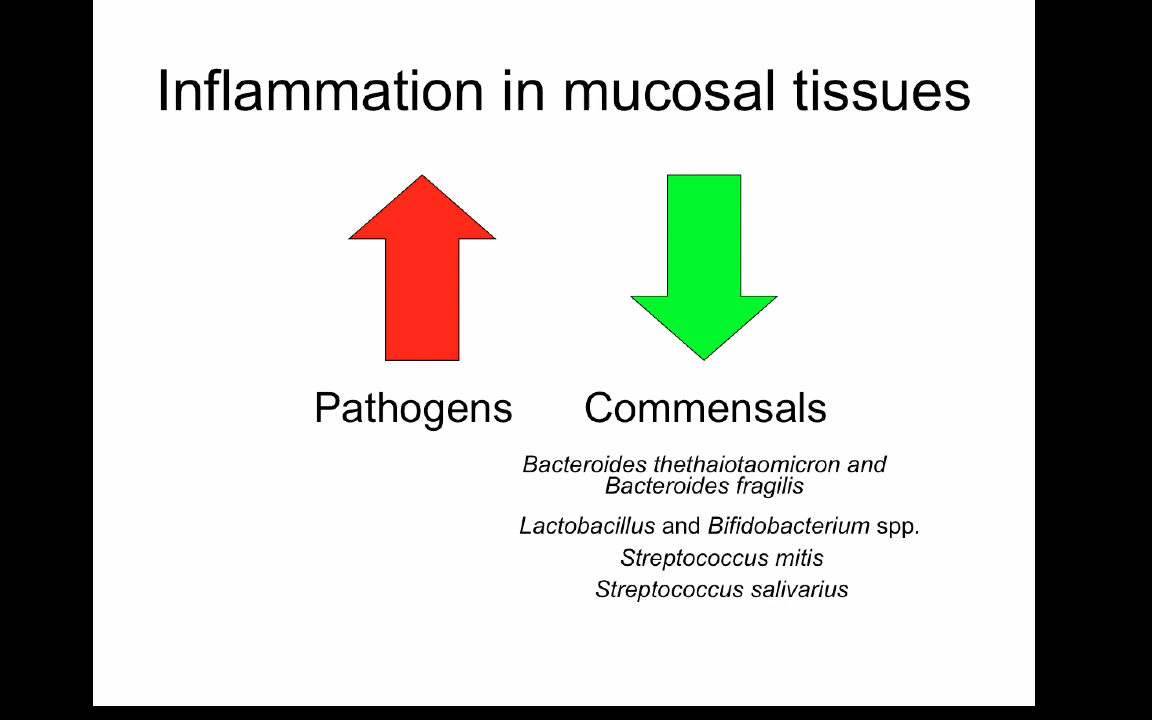 Inflammation in mucosal tissues
Pathogens
Commensals
Bacteroides thethaiotaomicron and
Bacteroides fragilis
Lactobacillus and Bifidobacterium spp.
Streptococcus mitis
Streptococcus salivarius